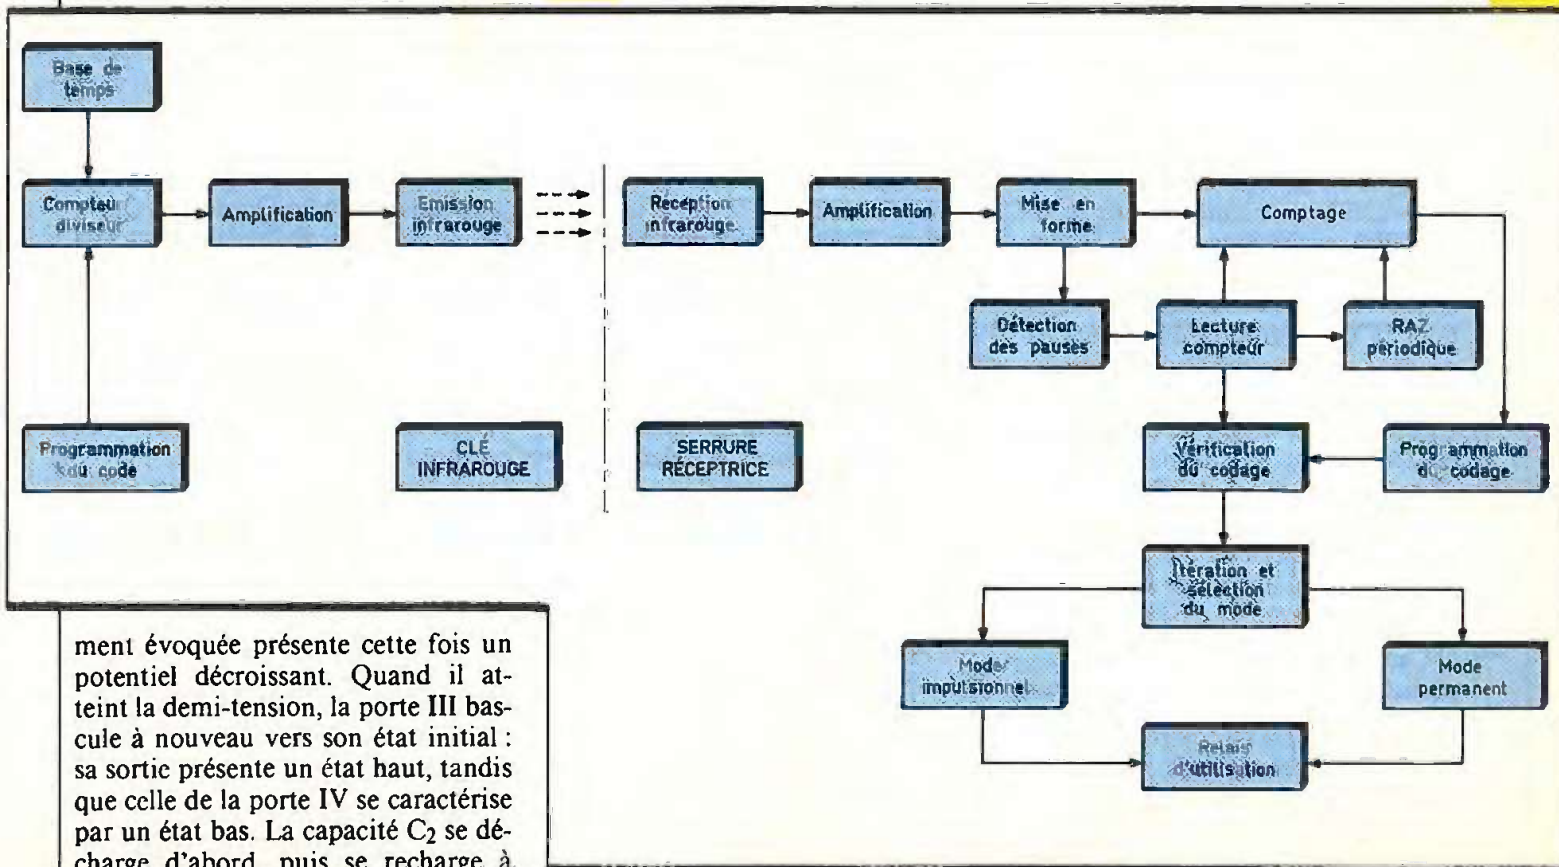 Base de
temps
Compteur
diviseur
Amplification
Emission
infrarouge
Réception
infrarouge
Amplification
Mise en
forme
Comptage
Détection
des pauses
Lecture
compteur
RAZ
périodique
Programmation
du code
CLÉ
INFRAROUGE
SERRURE
RÉCEPTRICE
Vérification
du codage
Programmation
du codage
Itération et
sélection
du mode
Mode
impulsionnel
Mode
permanent
Relais
d'utilisation
ment évoquée présente cette fois un
potentiel décroissant. Quand il at-
teint la demi-tension, la porte III bas-
cule à nouveau vers son état initial :
sa sortie présente un état haut, tandis
que celle de la porte IV se caractérise
par un état bas. La capacité C2 se dé-
charge d'abord, puis se recharge à